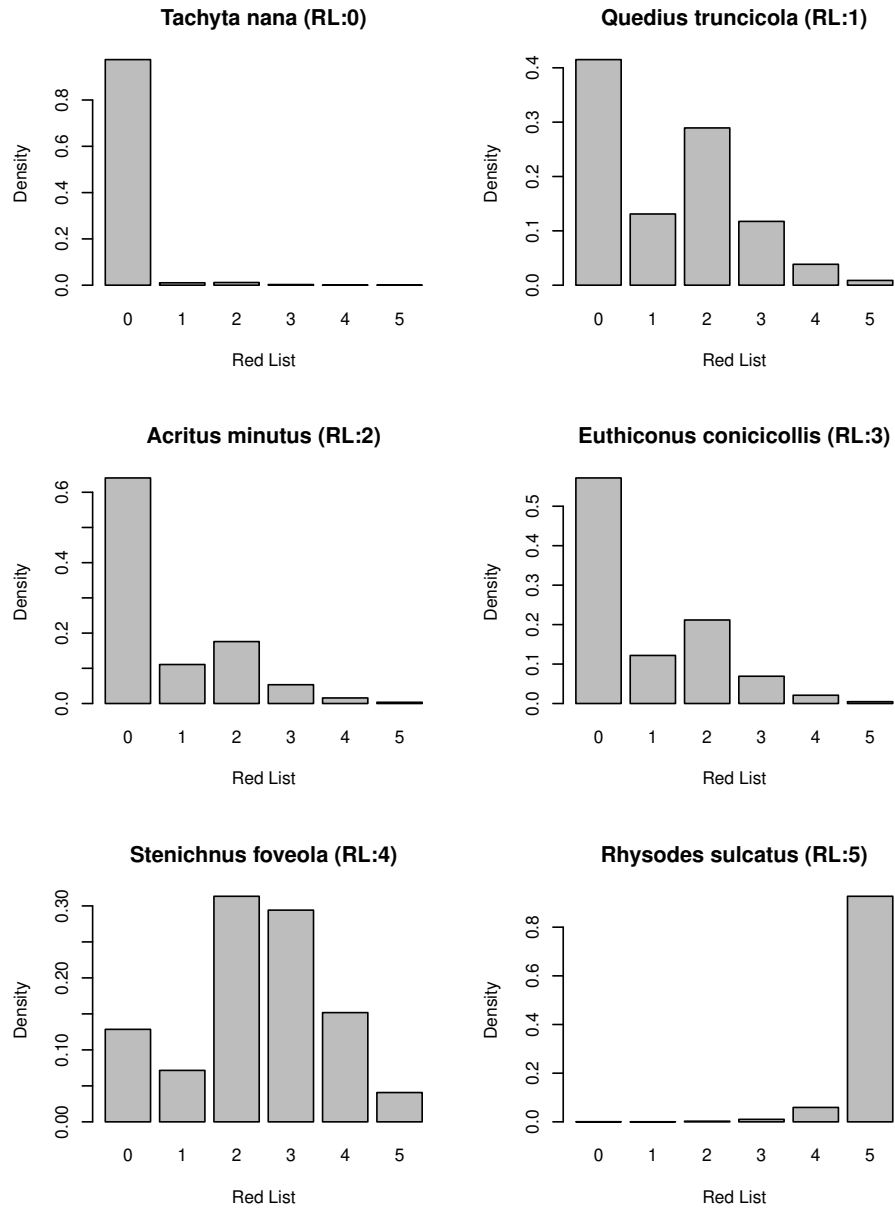 Tachyta nana (RL:0)
Density
0.0 0.2 0.4 0.6 0.8
0 1 2 3 4 5
Red List
Quedius truncicola (RL:1)
Density
0.0 0.1 0.2 0.3 0.4
0 1 2 3 4 5
Red List
Acritus minutus (RL:2)
Density
0.0 0.2 0.4 0.6
0 1 2 3 4 5
Red List
Euthiconus conicicollis (RL:3)
Density
0.0 0.1 0.2 0.3 0.4 0.5
0 1 2 3 4 5
Red List
Stenichnus foveola (RL:4)
Density
0.00 0.10 0.20 0.30
0 1 2 3 4 5
Red List
Rhysodes sulcatus (RL:5)
Density
0.0 0.2 0.4 0.6 0.8
0 1 2 3 4 5
Red List